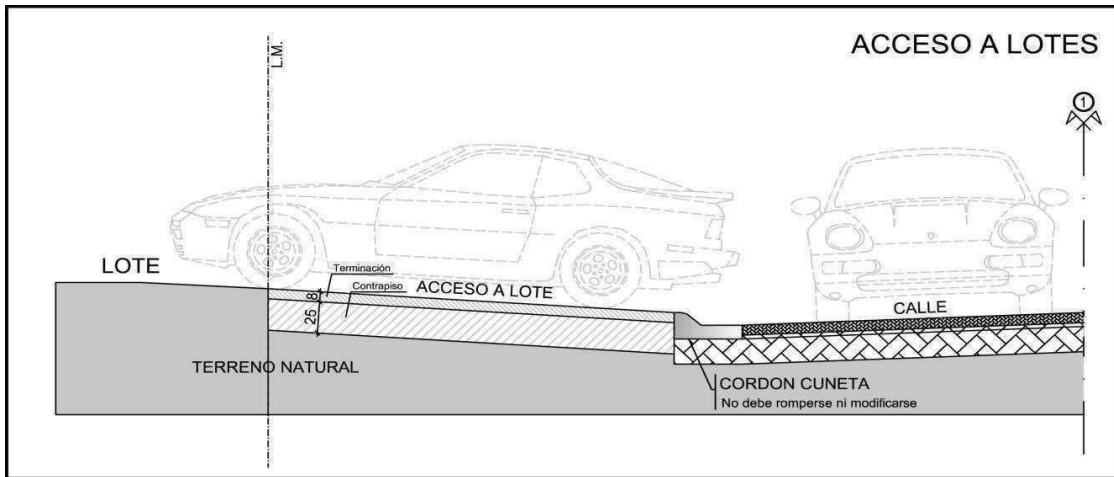 ACCESO A LOTES
L.M.
1
LOTE
Terminación
Contrapiso
ACCESO A LOTE
8
25
CALLE
TERRENO NATURAL
CORDON CUNETA
No debe romperse ni modificarse